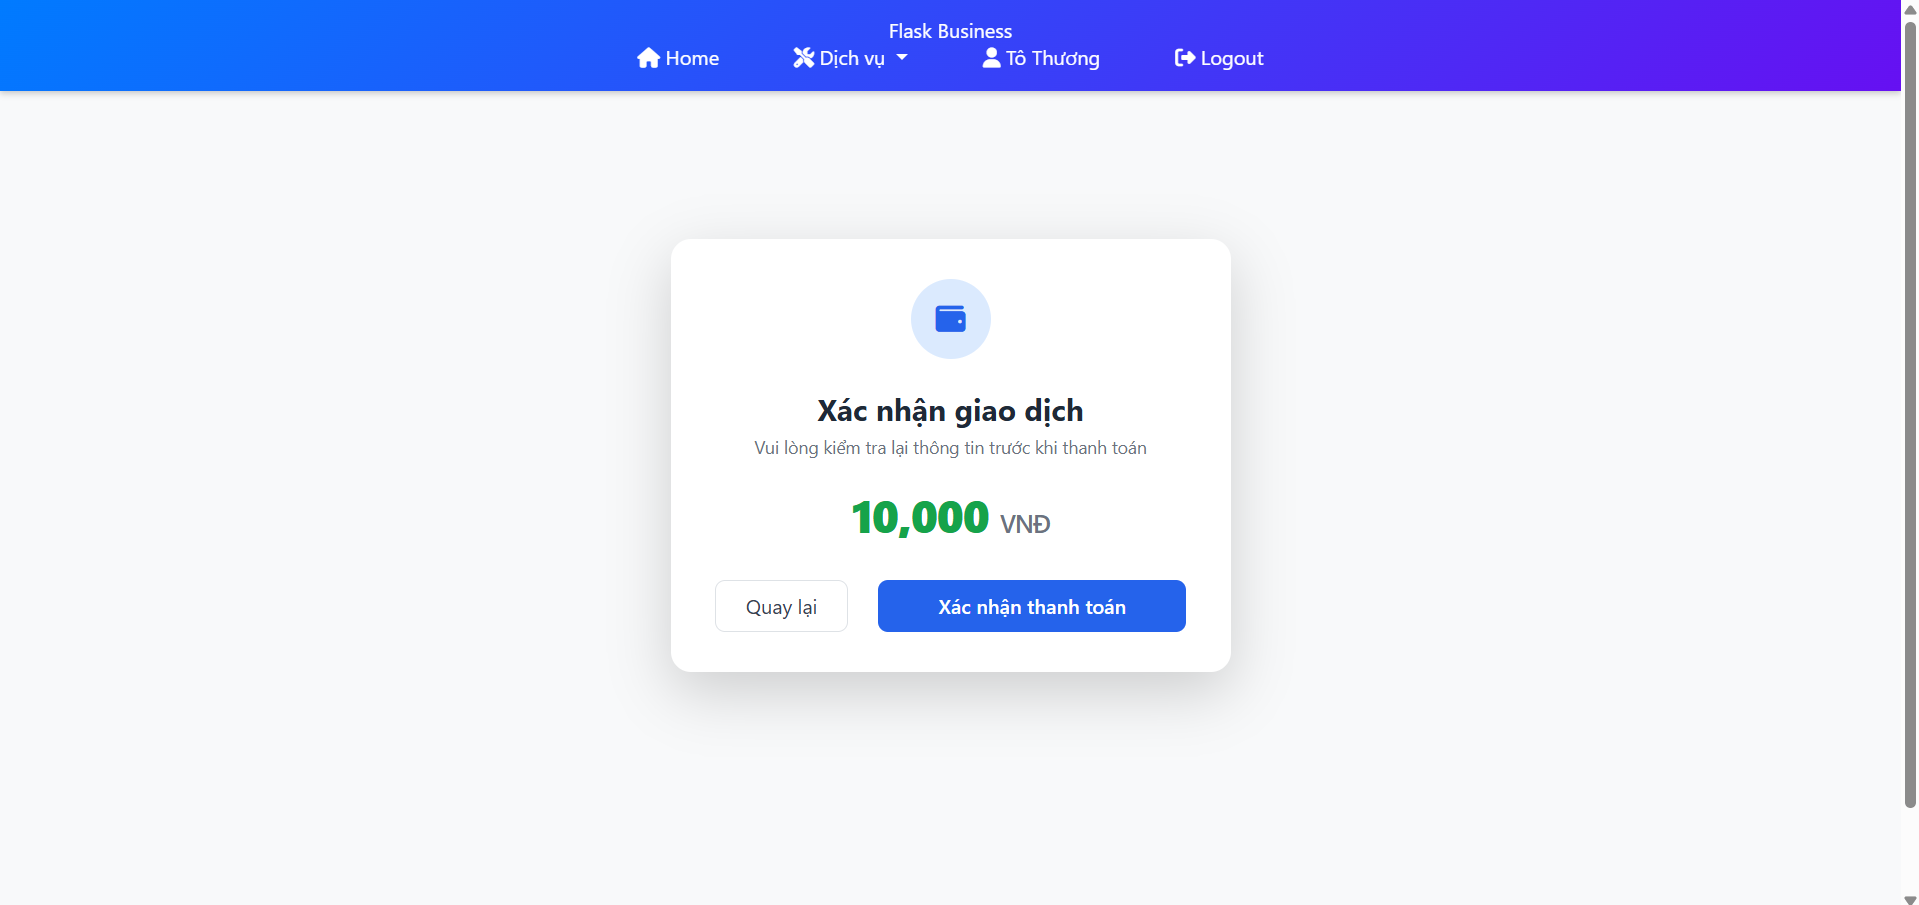 Flask Business
Home Dịch vụ Tô Thương Logout
Xác nhận giao dịch
Vui lòng kiểm tra lại thông tin trước khi thanh toán
10,000 VNĐ
Quay lại Xác nhận thanh toán